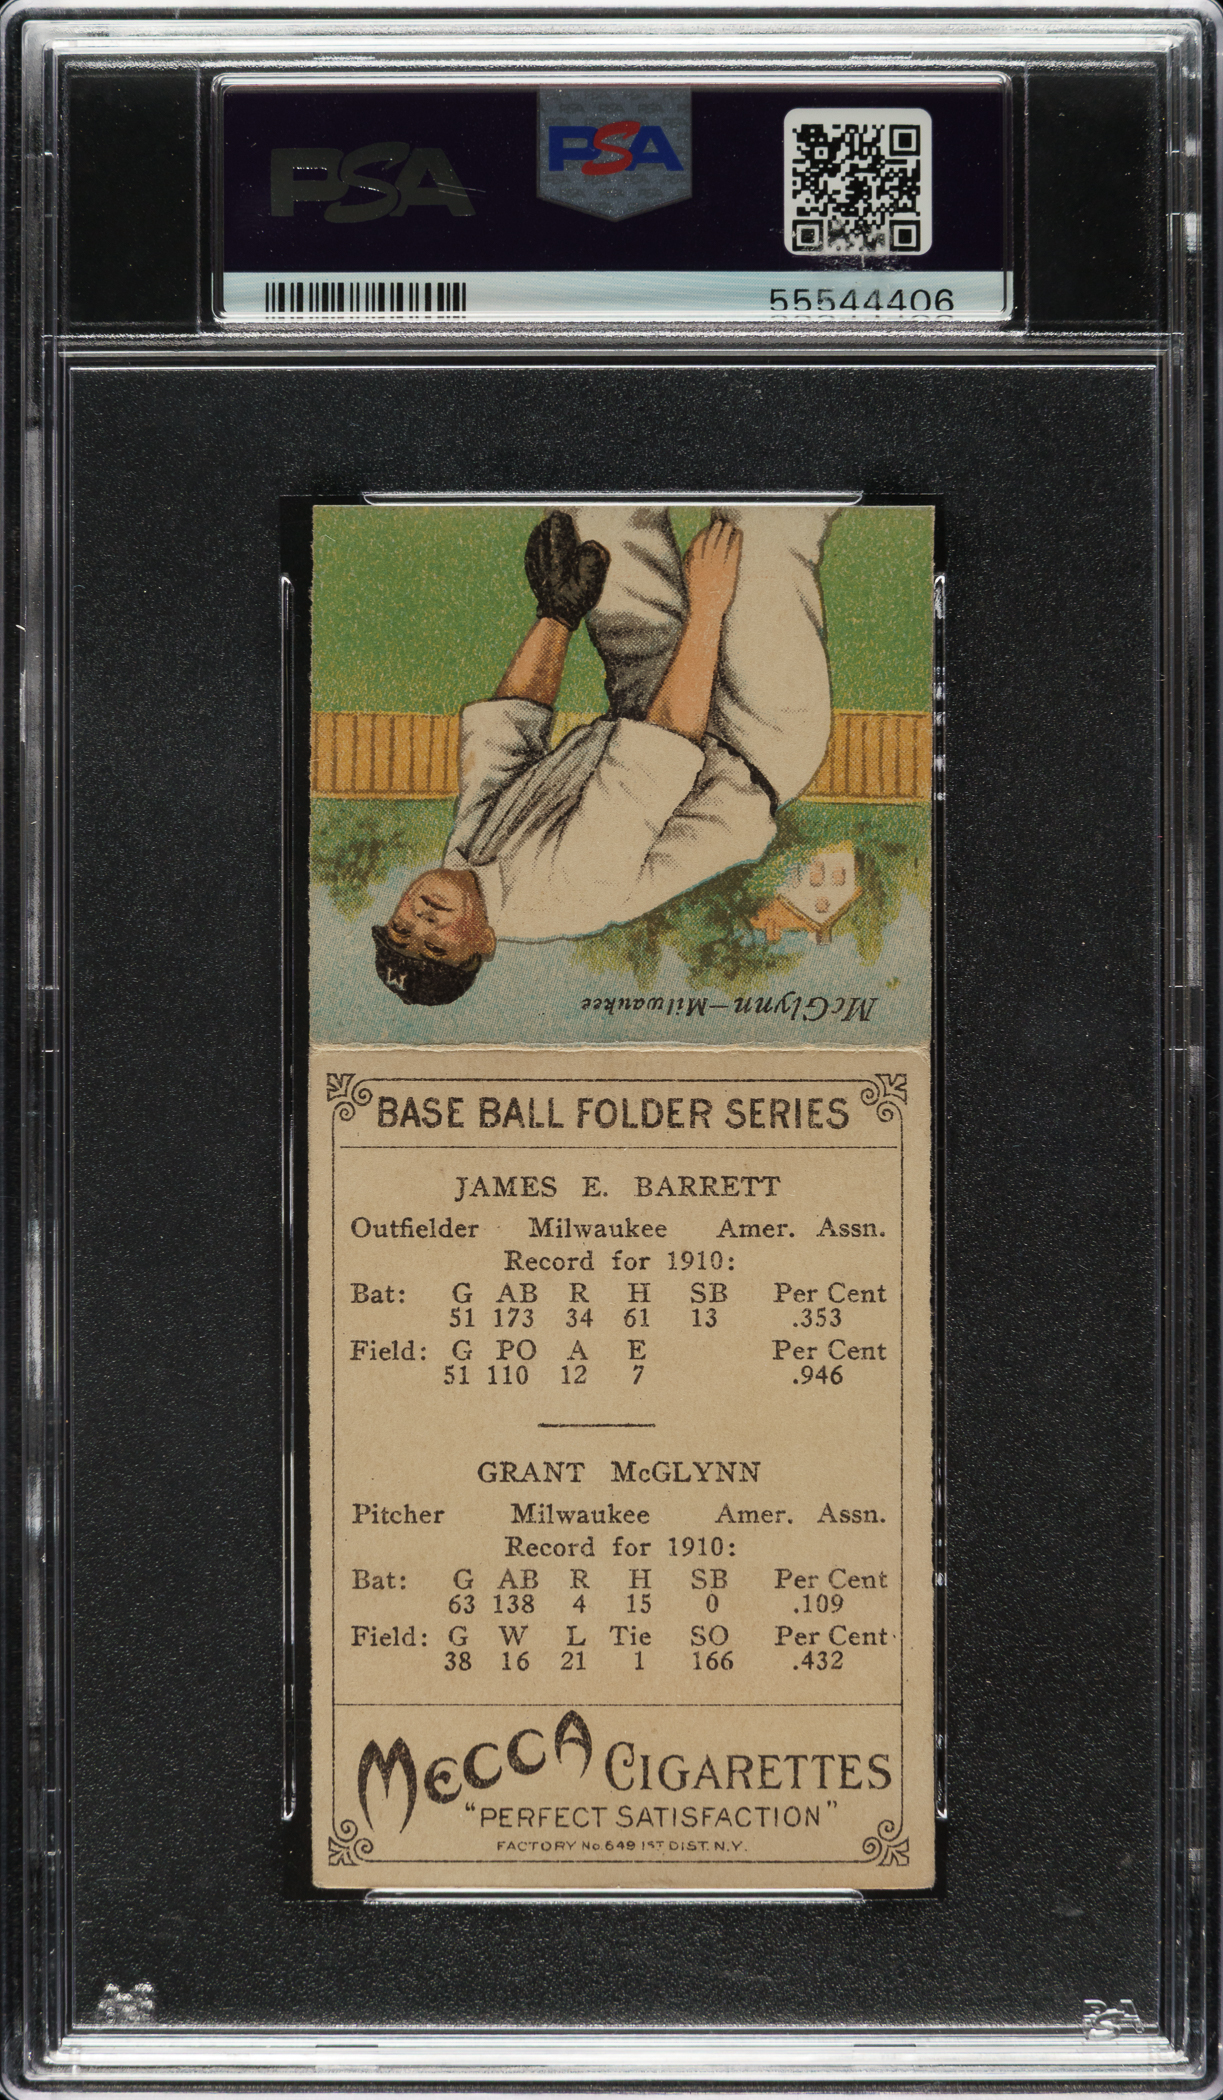 PSA
PSA
55544406
McGlynn—Milwaukee
M
BASE BALL FOLDER SERIES
JAMES E. BARRETT
Outfielder Milwaukee Amer. Assn.
Record for 1910:
Bat: G AB R H SB Per Cent
51 173 34 61 13 .353
Field: G PO A E Per Cent
51 110 12 7 .946
GRANT McGLYNN
Pitcher Milwaukee Amer. Assn.
Record for 1910:
Bat: G AB R H SB Per Cent
63 138 4 15 0 .109
Field: G W L Tie SO Per Cent
38 16 21 1 166 .432
MECCA CIGARETTES
"PERFECT SATISFACTION"
FACTORY No. 649 1ST DIST. N.Y.
PSA